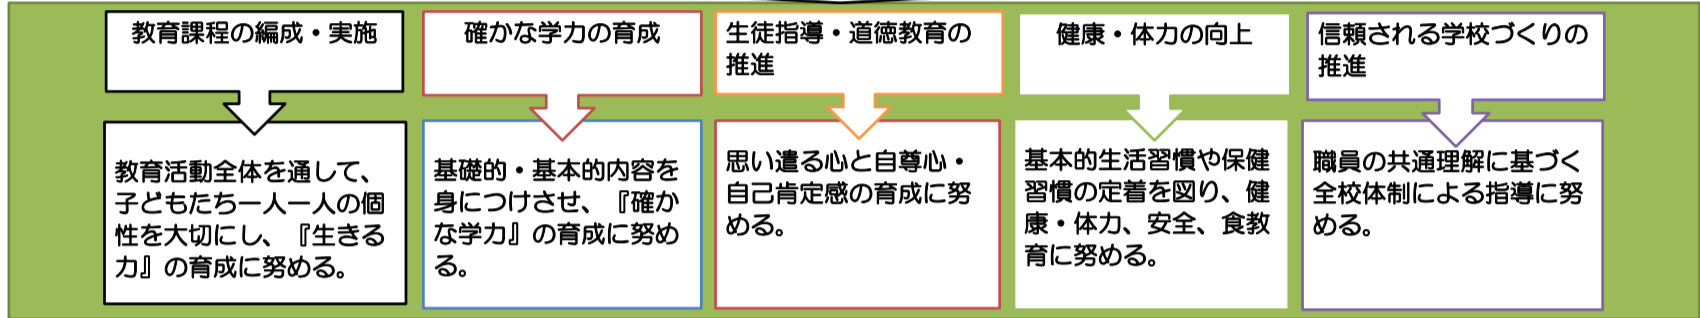 教育課程の編成・実施
教育活動全体を通して、
子どもたち一人一人の個
性を大切にし、『生きる
力』の育成に努める。
確かな学力の育成
基礎的・基本的内容を
身につけさせ、『確か
な学力』の育成に努め
る。
生徒指導・道徳教育の
推進
思い遣る心と自尊心・
自己肯定感の育成に努
める。
健康・体力の向上
基本的生活習慣や保健
習慣の定着を図り、健
康・体力、安全、食教
育に努める。
信頼される学校づくりの
推進
職員の共通理解に基づく
全校体制による指導に努
める。